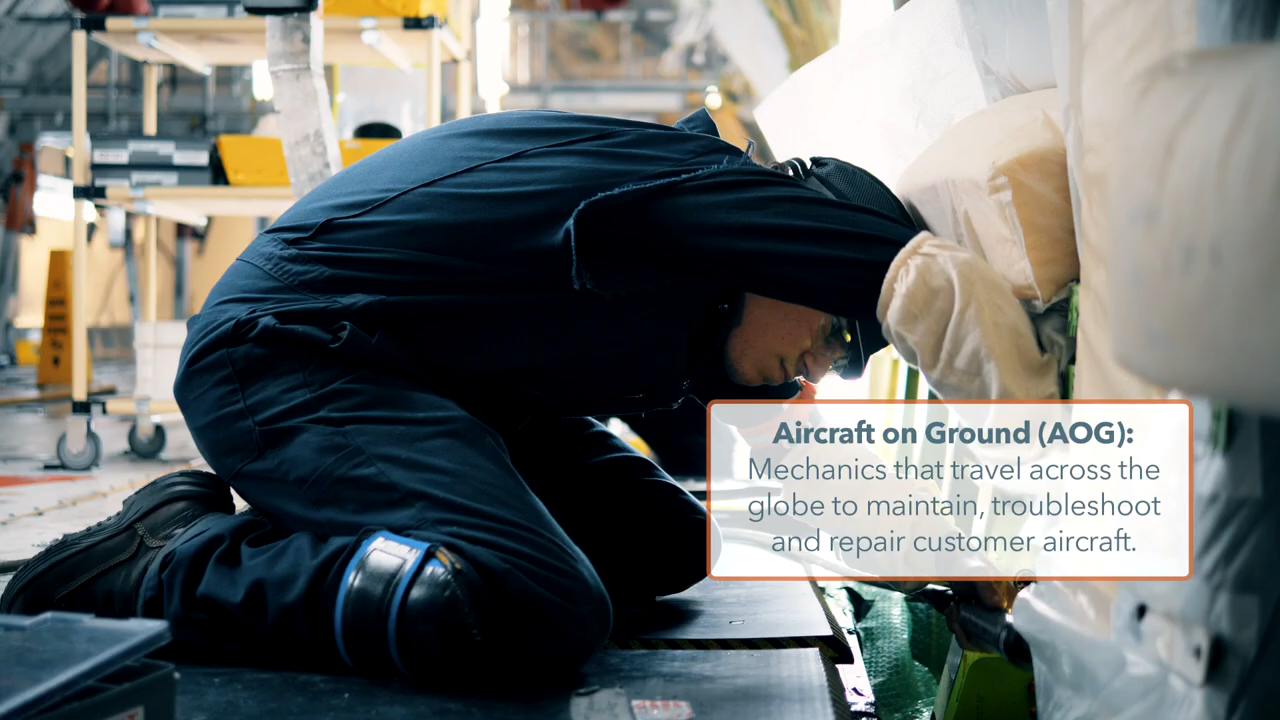 Aircraft on Ground (AOG):
Mechanics that travel across the
globe to maintain, troubleshoot
and repair customer aircraft.